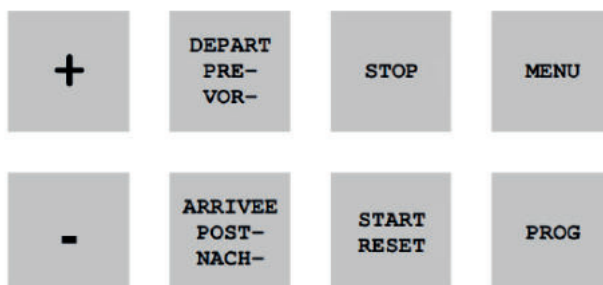 +
DEPART
PRE-
VOR-
STOP
MENU
-
ARRIVEE
POST-
NACH-
START
RESET
PROG